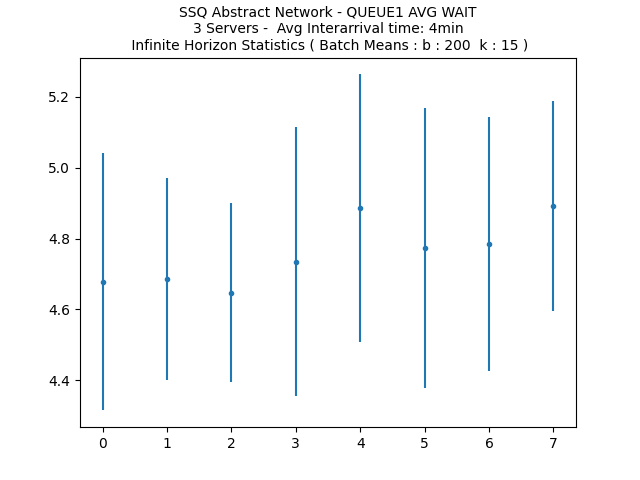 SSQ Abstract Network - QUEUE1 AVG WAIT
3 Servers -  Avg Interarrival time: 4min
Infinite Horizon Statistics ( Batch Means : b : 200  k : 15 )
5.2
5.0
4.8
4.6
4.4
0 1 2 3 4 5 6 7